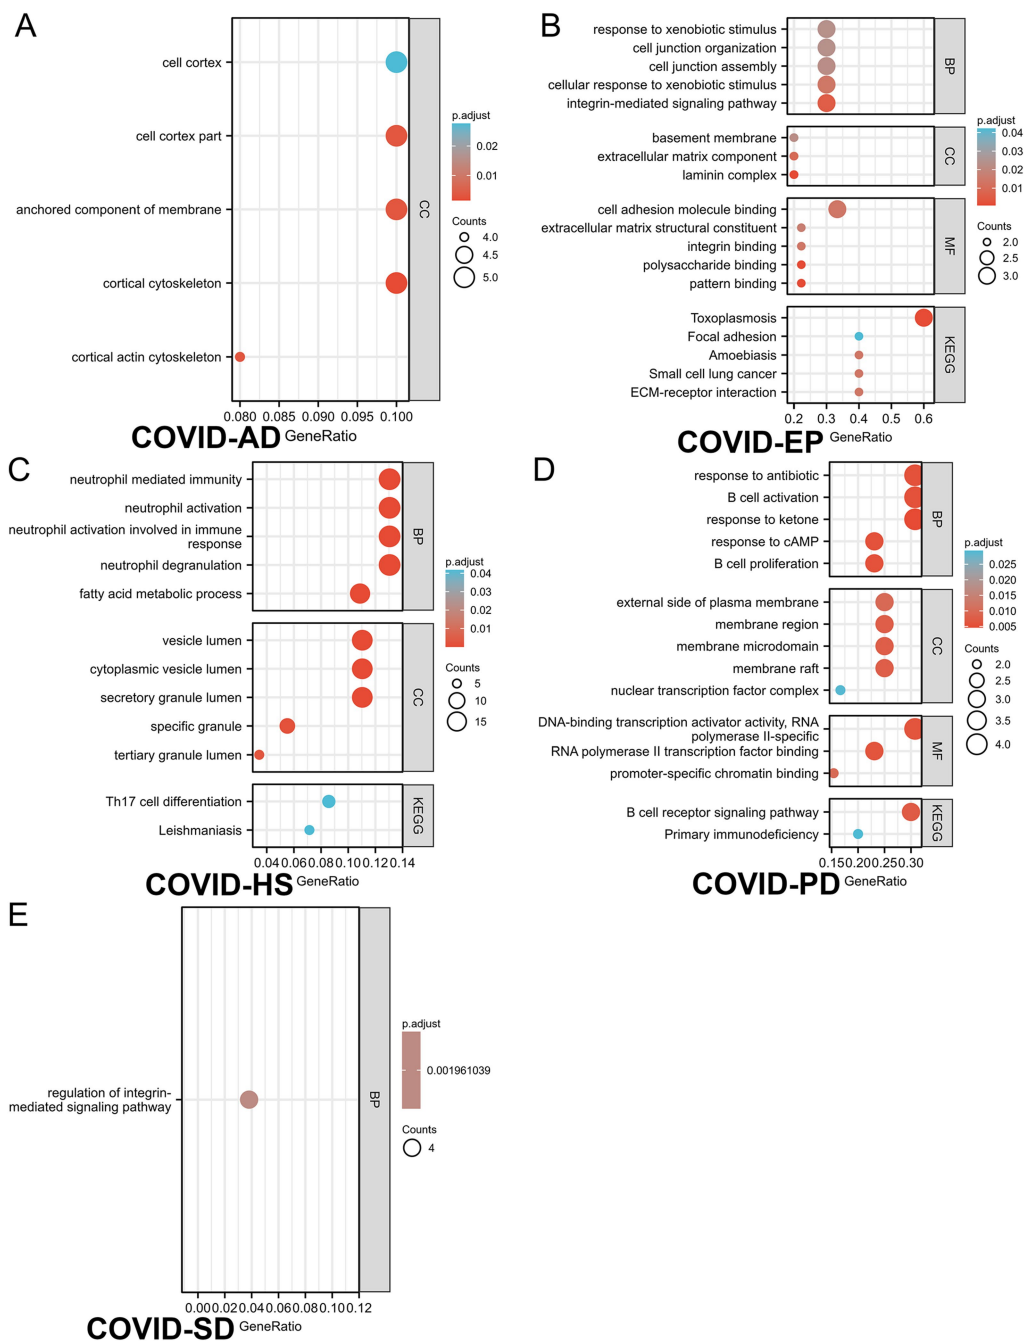 A
cell cortex
cell cortex part
anchored component of membrane
cortical cytoskeleton
cortical actin cytoskeleton
CC
0.080 0.085 0.090 0.095 0.100
COVID-AD GeneRatio
p.adjust
0.02
0.01
Counts
4.0
4.5
5.0
B
response to xenobiotic stimulus
cell junction organization
cell junction assembly
cellular response to xenobiotic stimulus
integrin-mediated signaling pathway
BP
basement membrane
extracellular matrix component
laminin complex
CC
cell adhesion molecule binding
extracellular matrix structural constituent
integrin binding
polysaccharide binding
pattern binding
MF
Toxoplasmosis
Focal adhesion
Amoebiasis
Small cell lung cancer
ECM-receptor interaction
KEGG
0.2 0.3 0.4 0.5 0.6
COVID-EP GeneRatio
p.adjust
0.04
0.03
0.02
0.01
Counts
2.0
2.5
3.0
C
neutrophil mediated immunity
neutrophil activation
neutrophil activation involved in immune
response
neutrophil degranulation
fatty acid metabolic process
BP
vesicle lumen
cytoplasmic vesicle lumen
secretory granule lumen
specific granule
tertiary granule lumen
CC
Th17 cell differentiation
Leishmaniasis
KEGG
0.04 0.06 0.08 0.10 0.12 0.14
COVID-HS GeneRatio
p.adjust
0.04
0.03
0.02
0.01
Counts
5
10
15
D
response to antibiotic
B cell activation
response to ketone
response to cAMP
B cell proliferation
BP
external side of plasma membrane
membrane region
membrane microdomain
membrane raft
nuclear transcription factor complex
CC
DNA-binding transcription activator activity, RNA
polymerase II-specific
RNA polymerase II transcription factor binding
promoter-specific chromatin binding
MF
B cell receptor signaling pathway
Primary immunodeficiency
KEGG
0.15 0.20 0.25 0.30
COVID-PD GeneRatio
p.adjust
0.025
0.020
0.015
0.010
0.005
Counts
2.0
2.5
3.0
3.5
4.0
E
regulation of integrin-
mediated signaling pathway
BP
0.00 0.02 0.04 0.06 0.08 0.10 0.12
COVID-SD GeneRatio
p.adjust
0.001961039
Counts
4